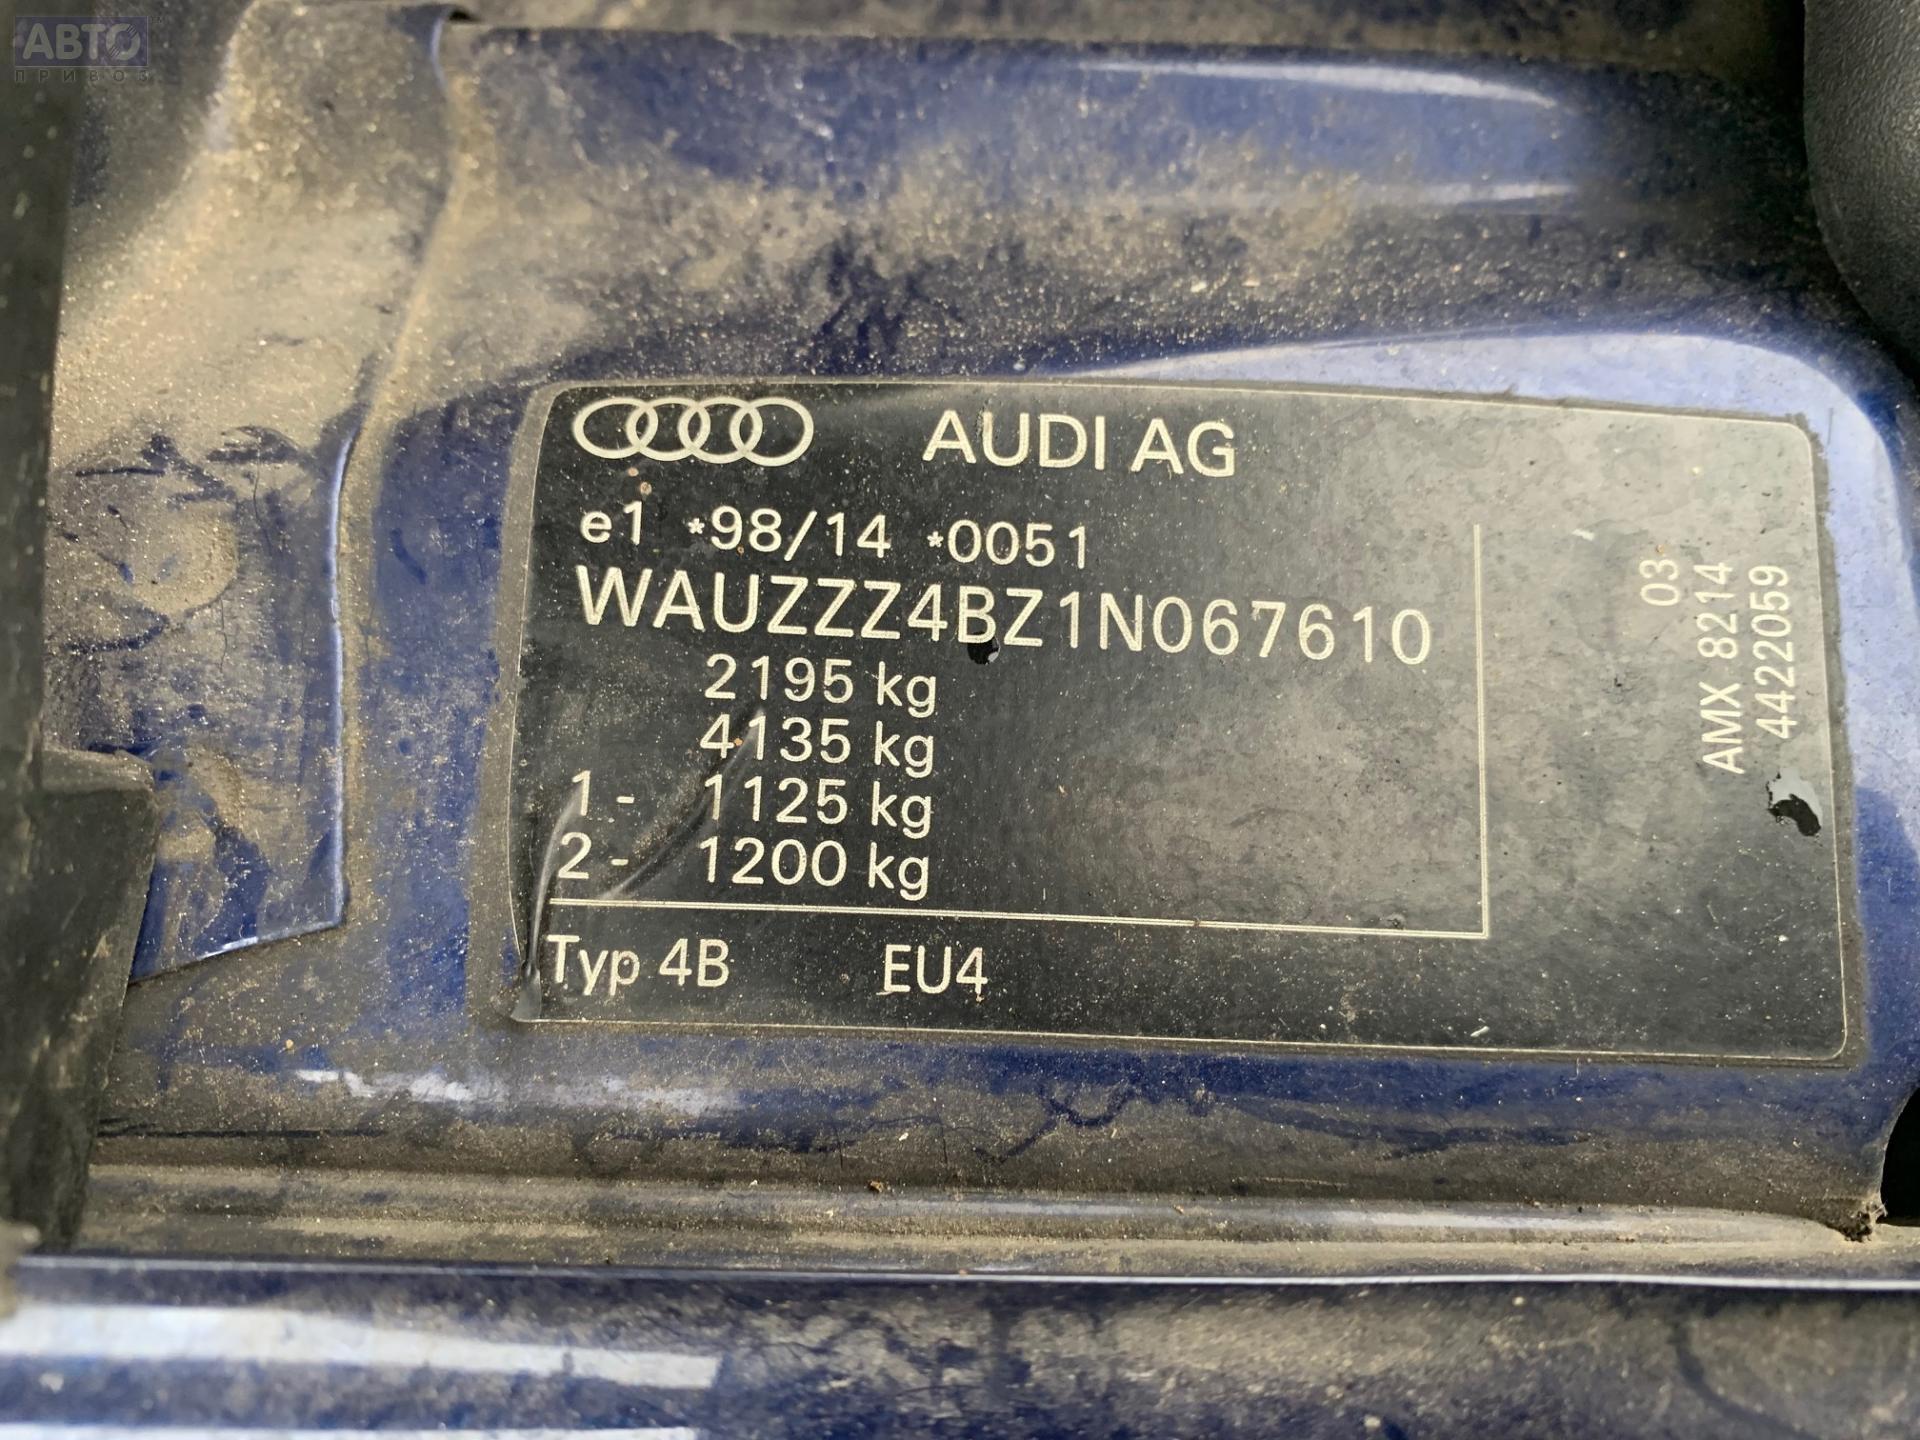 АВТО
ПРИВОЗ
AUDI AG
e1 *98/14 *0051
WAUZZZ4BZ1N067610
2195 kg
4135 kg
1 - 1125 kg
2 - 1200 kg
Typ 4B EU4
03
AMX 8214
4422059